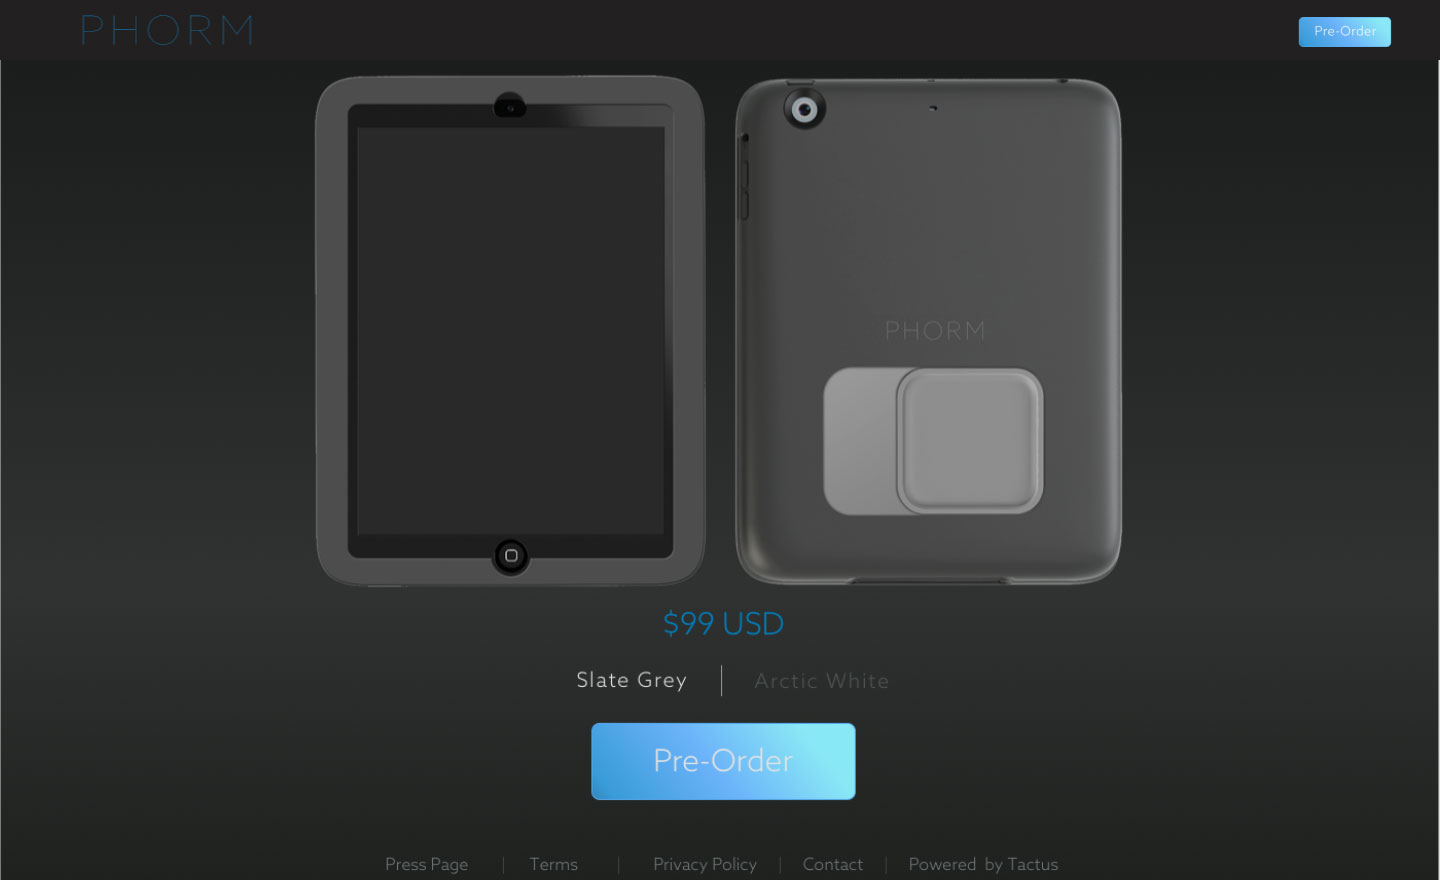 PHORM
Pre-Order
PHORM
$99 USD
Slate Grey | Arctic White
Pre-Order
Press Page | Terms | Privacy Policy | Contact | Powered by Tactus